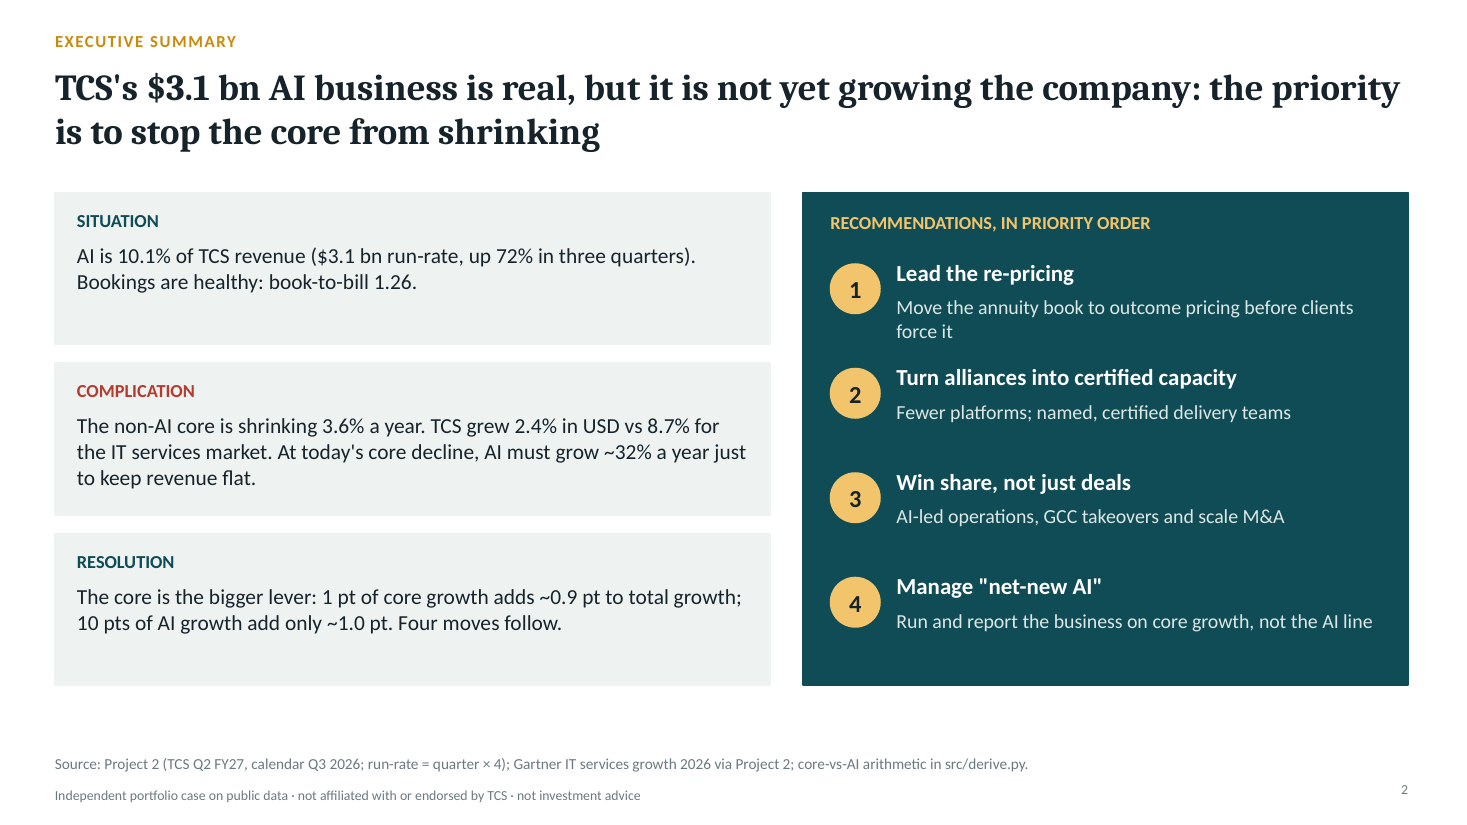 EXECUTIVE SUMMARY
TCS's $3.1 bn AI business is real, but it is not yet growing the company: the priority
is to stop the core from shrinking
SITUATION
AI is 10.1% of TCS revenue ($3.1 bn run-rate, up 72% in three quarters).
Bookings are healthy: book-to-bill 1.26.
COMPLICATION
The non-AI core is shrinking 3.6% a year. TCS grew 2.4% in USD vs 8.7% for
the IT services market. At today's core decline, AI must grow ~32% a year just
to keep revenue flat.
RESOLUTION
The core is the bigger lever: 1 pt of core growth adds ~0.9 pt to total growth;
10 pts of AI growth add only ~1.0 pt. Four moves follow.
RECOMMENDATIONS, IN PRIORITY ORDER
1
Lead the re-pricing
Move the annuity book to outcome pricing before clients
force it
2
Turn alliances into certified capacity
Fewer platforms; named, certified delivery teams
3
Win share, not just deals
AI-led operations, GCC takeovers and scale M&A
4
Manage "net-new AI"
Run and report the business on core growth, not the AI line
Source: Project 2 (TCS Q2 FY27, calendar Q3 2026; run-rate = quarter × 4); Gartner IT services growth 2026 via Project 2; core-vs-AI arithmetic in src/derive.py.
Independent portfolio case on public data · not affiliated with or endorsed by TCS · not investment advice
2